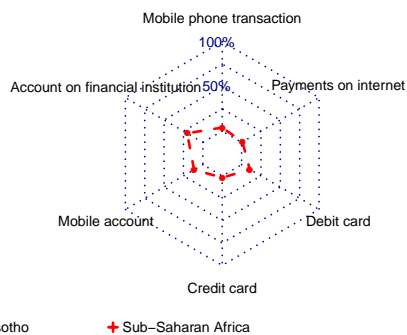 Mobile phone transaction
100%
Account on financial institution
50%
Payments on internet
Mobile account
Debit card
Credit card
sotho
Sub−Saharan Africa